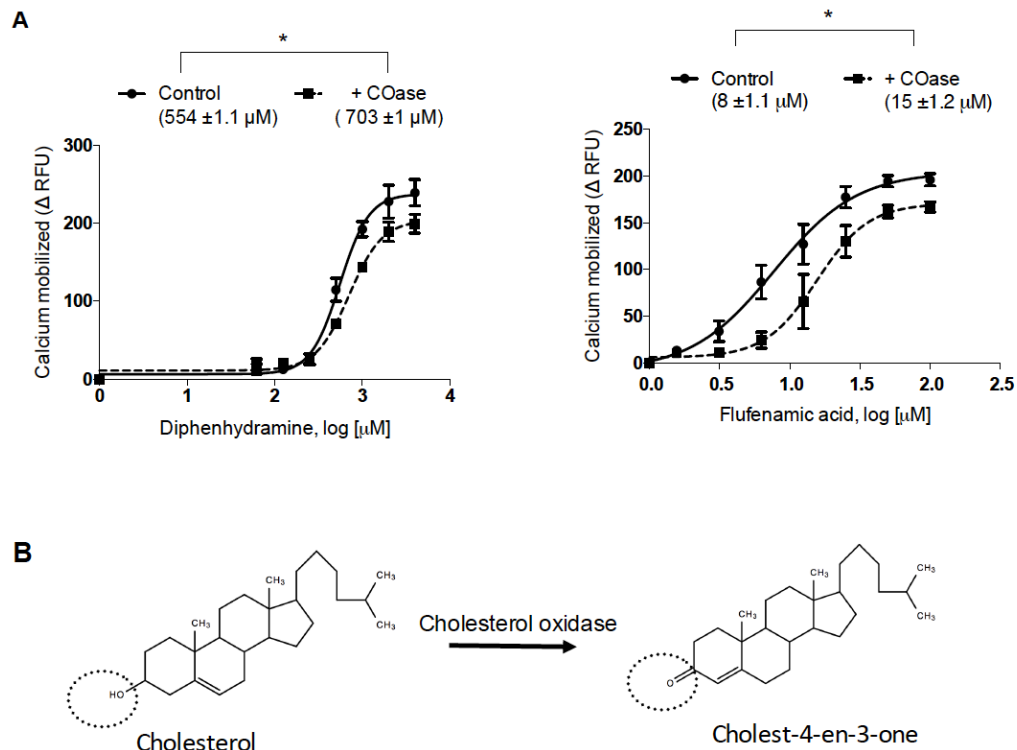 A
*
Control + COase
(554 ±1.1 µM) ( 703 ±1 µM)
Calcium mobilized (Δ RFU)
300
200
100
0
0 1 2 3 4
Diphenhydramine, log [µM]
*
Control + COase
(8 ±1.1 µM) (15 ±1.2 µM)
Calcium mobilized (Δ RFU)
250
200
150
100
50
0
0.0 0.5 1.0 1.5 2.0 2.5
Flufenamic acid, log [µM]
B
CH₃
CH₃
CH₃
CH₃
HO
Cholesterol
Cholesterol oxidase
CH₃
CH₃
CH₃
CH₃
O
Cholest-4-en-3-one